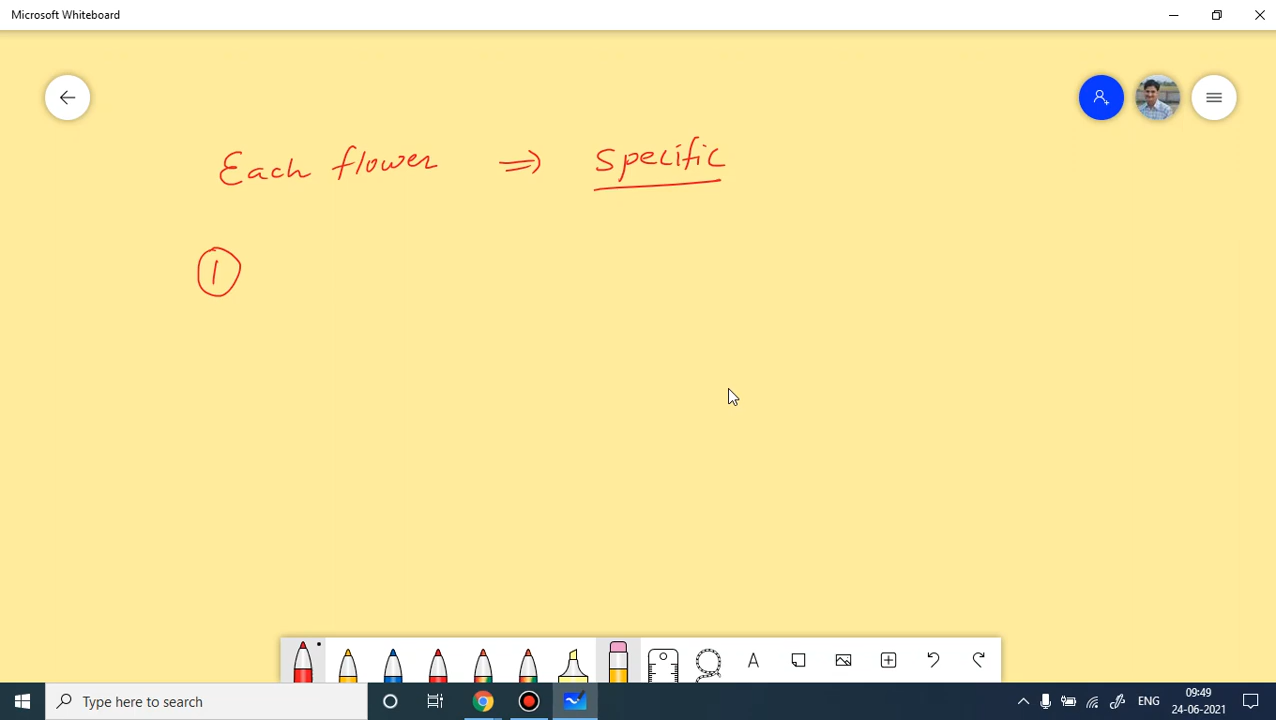 Microsoft Whiteboard
Each flower ⇒ specific
①
A
Type here to search
ENG
09:49
24-06-2021